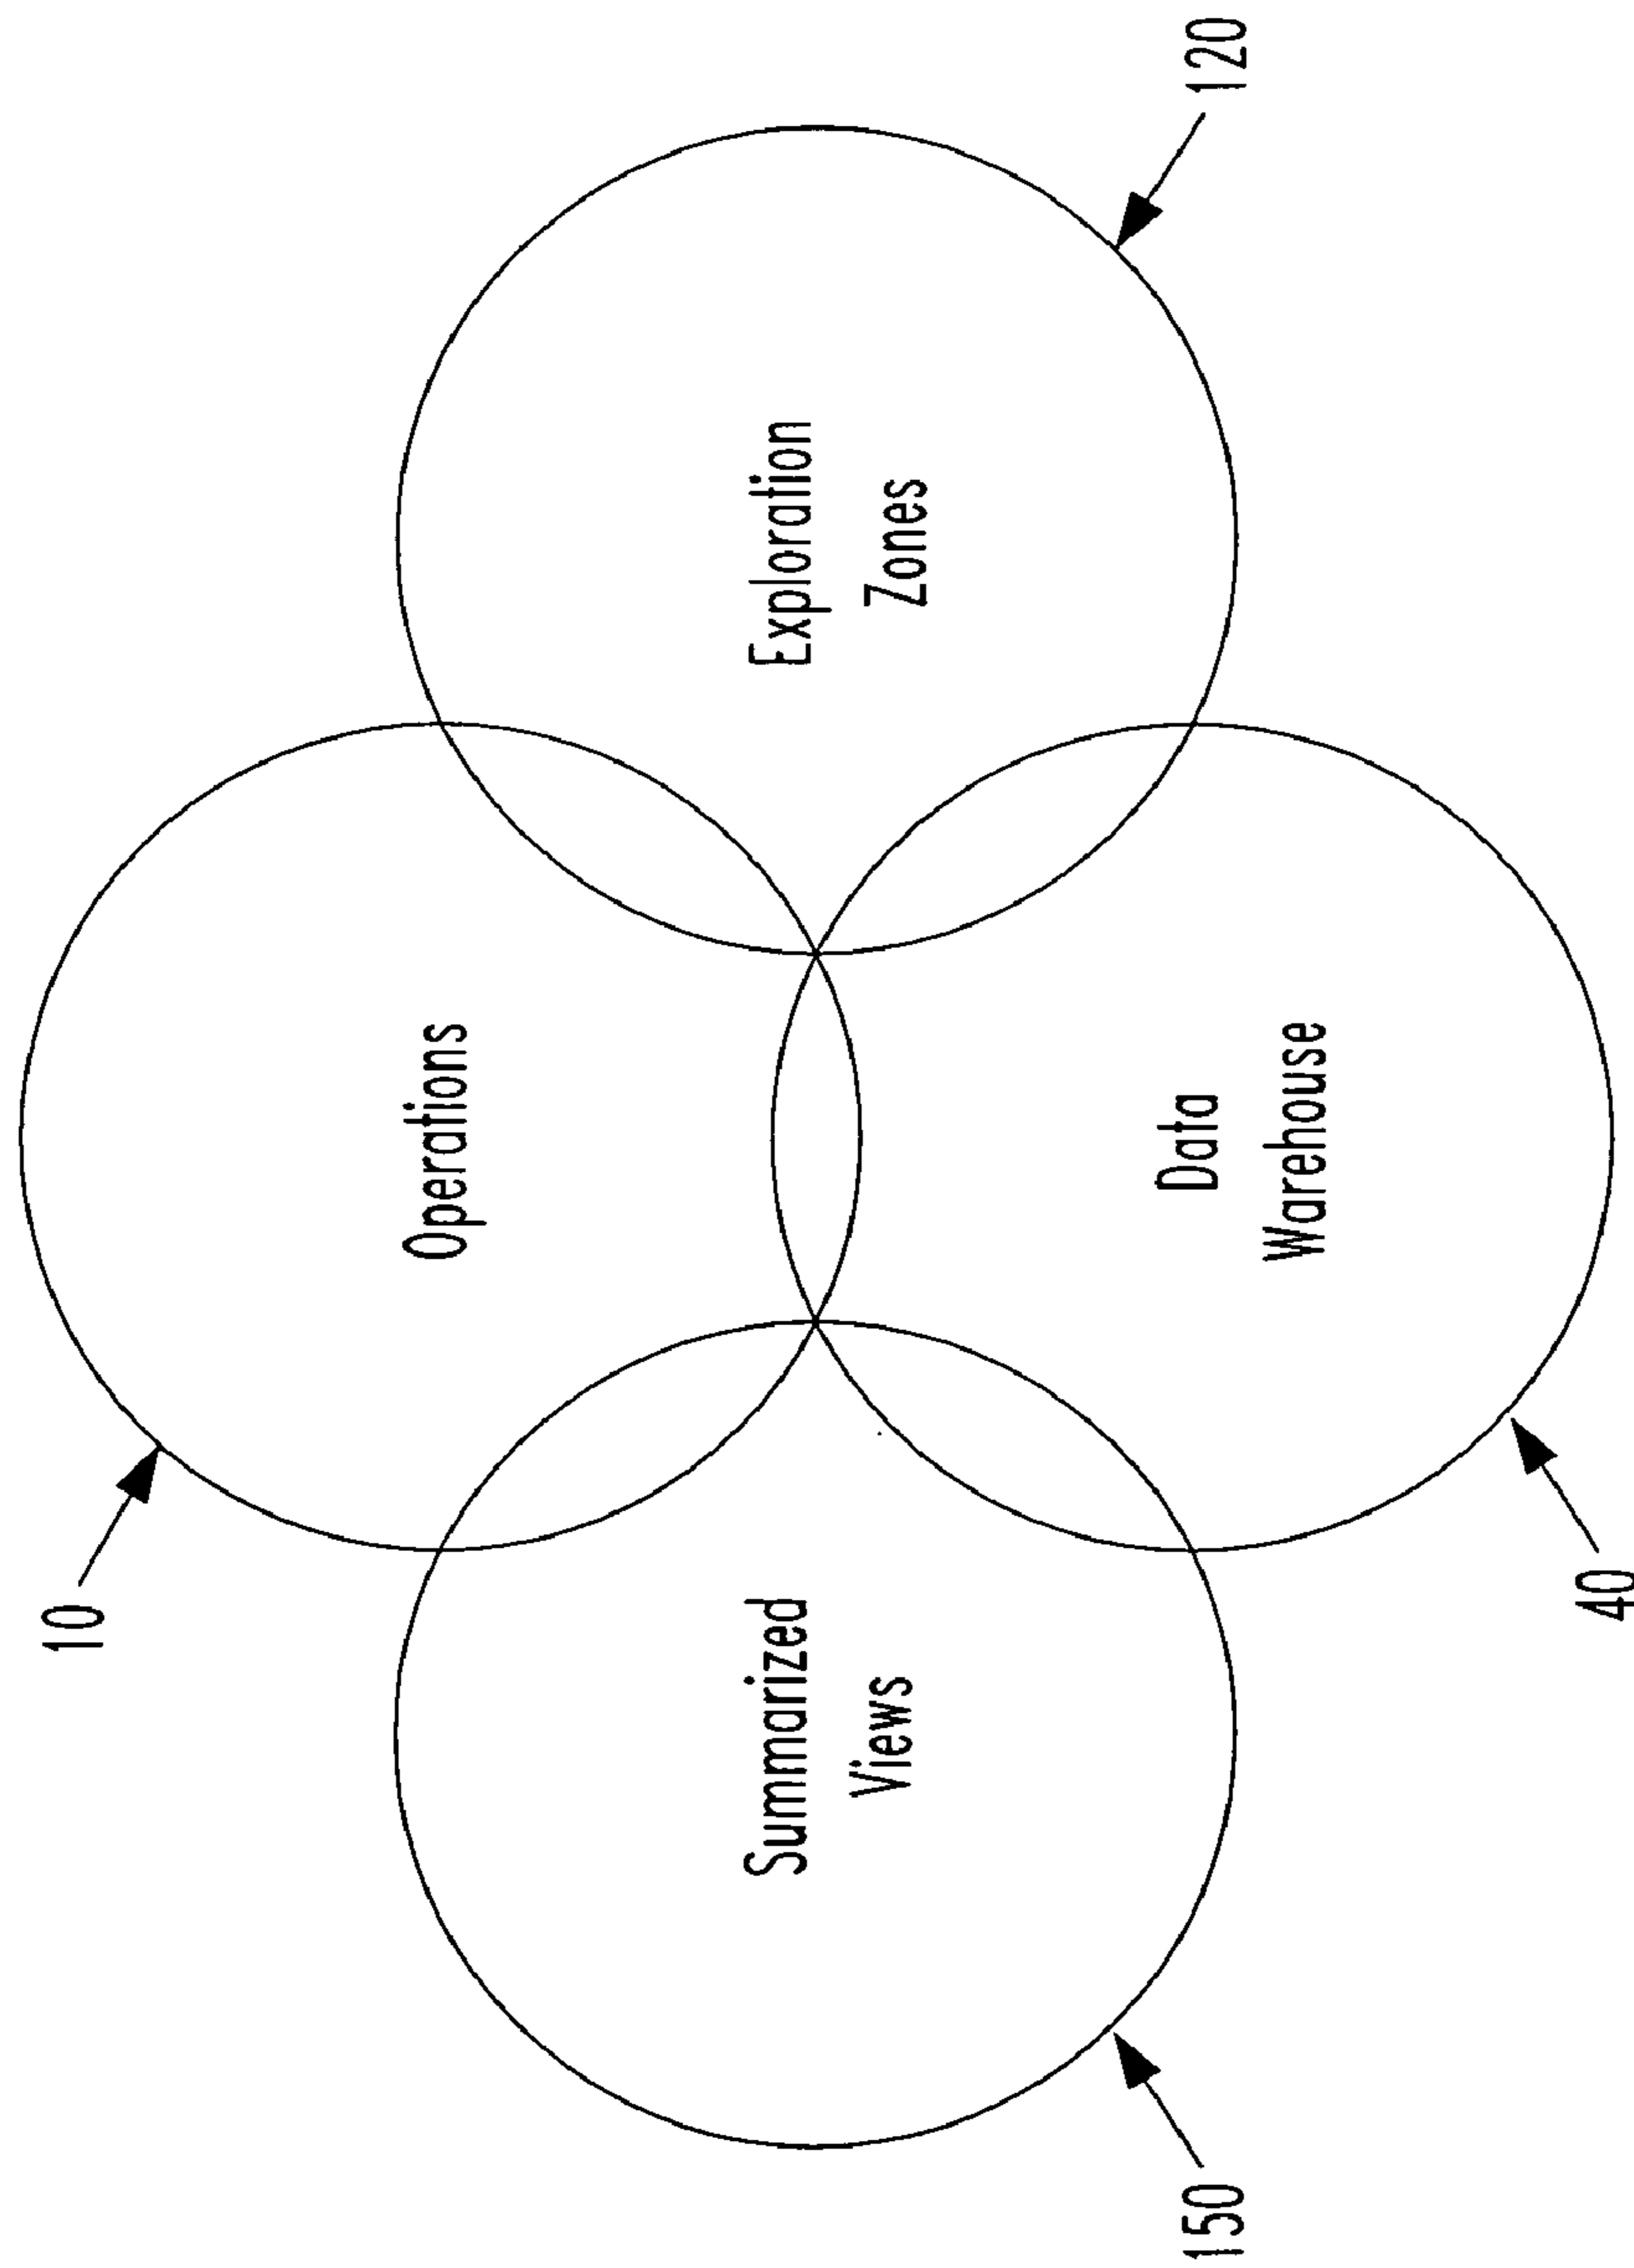 10
Operations
Summarized
Views
Exploration
Zones
Data
Warehouse
150
120
40